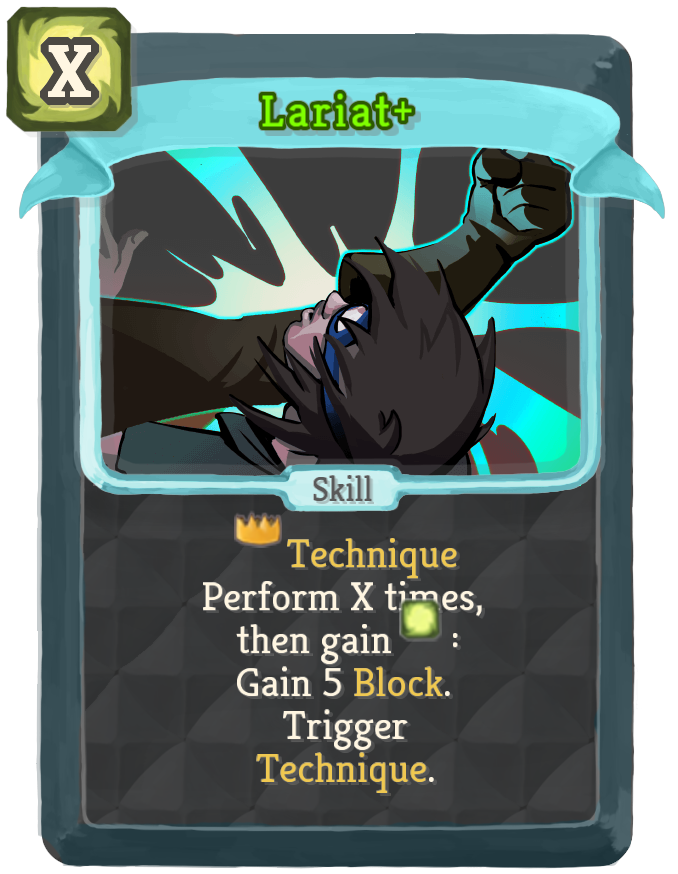 X
Lariat+
Skill
Technique
Perform X times,
then gain :
Gain 5 Block.
Trigger
Technique.